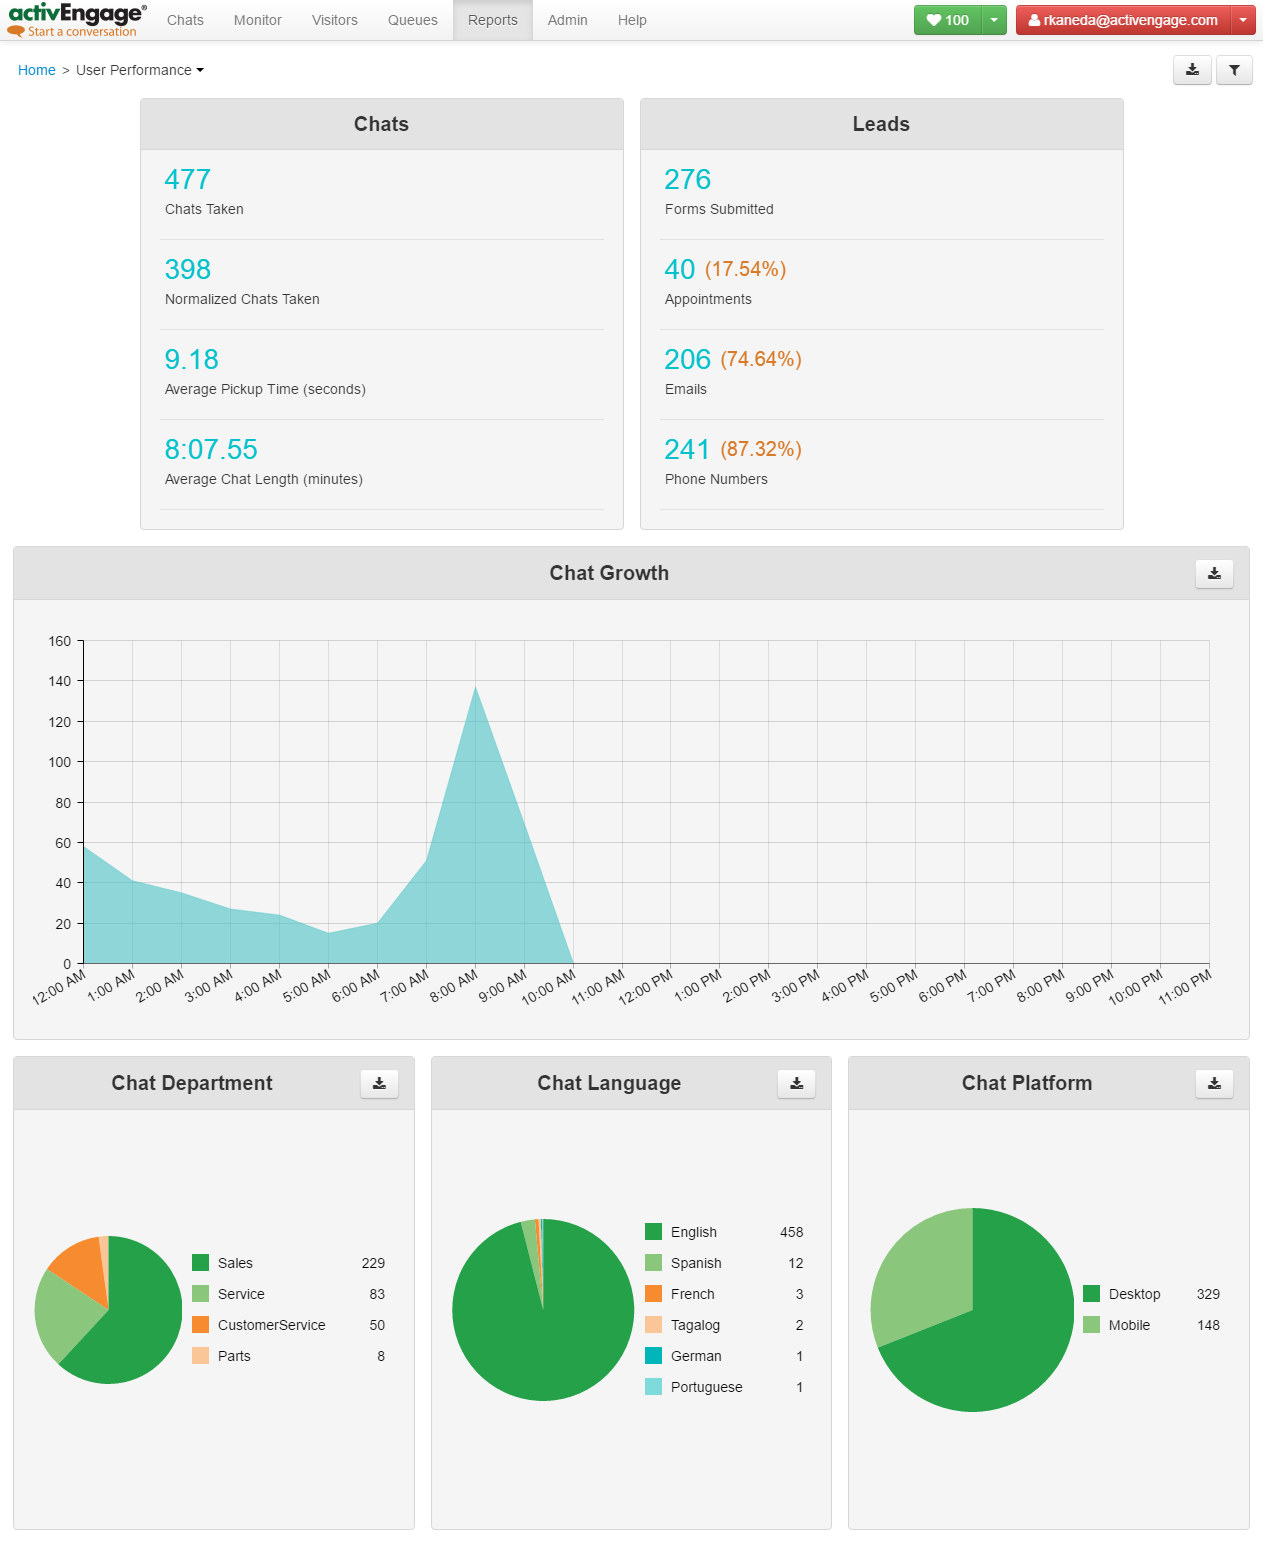 activEngage®
Start a conversation
Chats Monitor Visitors Queues Reports Admin Help
100
rkaneda@activengage.com
Home > User Performance
Chats
477
Chats Taken
398
Normalized Chats Taken
9.18
Average Pickup Time (seconds)
8:07.55
Average Chat Length (minutes)
Leads
276
Forms Submitted
40 (17.54%)
Appointments
206 (74.64%)
Emails
241 (87.32%)
Phone Numbers
Chat Growth
160
140
120
100
80
60
40
20
0
12:00 AM 1:00 AM 2:00 AM 3:00 AM 4:00 AM 5:00 AM 6:00 AM 7:00 AM 8:00 AM 9:00 AM 10:00 AM 11:00 AM 12:00 PM 1:00 PM 2:00 PM 3:00 PM 4:00 PM 5:00 PM 6:00 PM 7:00 PM 8:00 PM 9:00 PM 10:00 PM 11:00 PM
Chat Department
Sales 229
Service 83
CustomerService 50
Parts 8
Chat Language
English 458
Spanish 12
French 3
Tagalog 2
German 1
Portuguese 1
Chat Platform
Desktop 329
Mobile 148